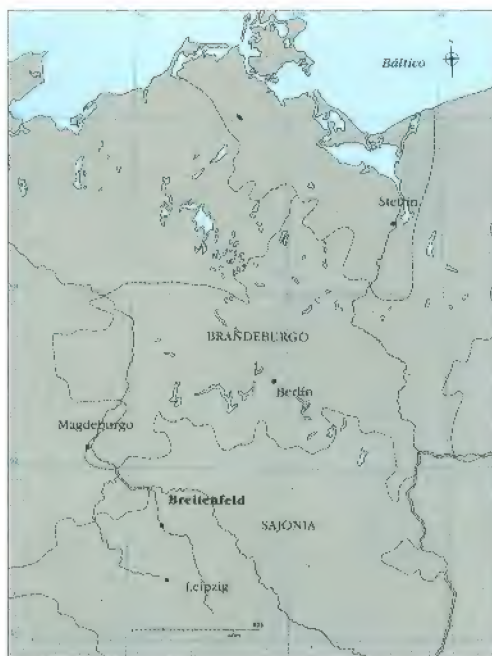 Báltico
Stettin
BRANDEBURGO
Berlín
Magdeburgo
Breitenfeld
SAJONIA
Leipzig